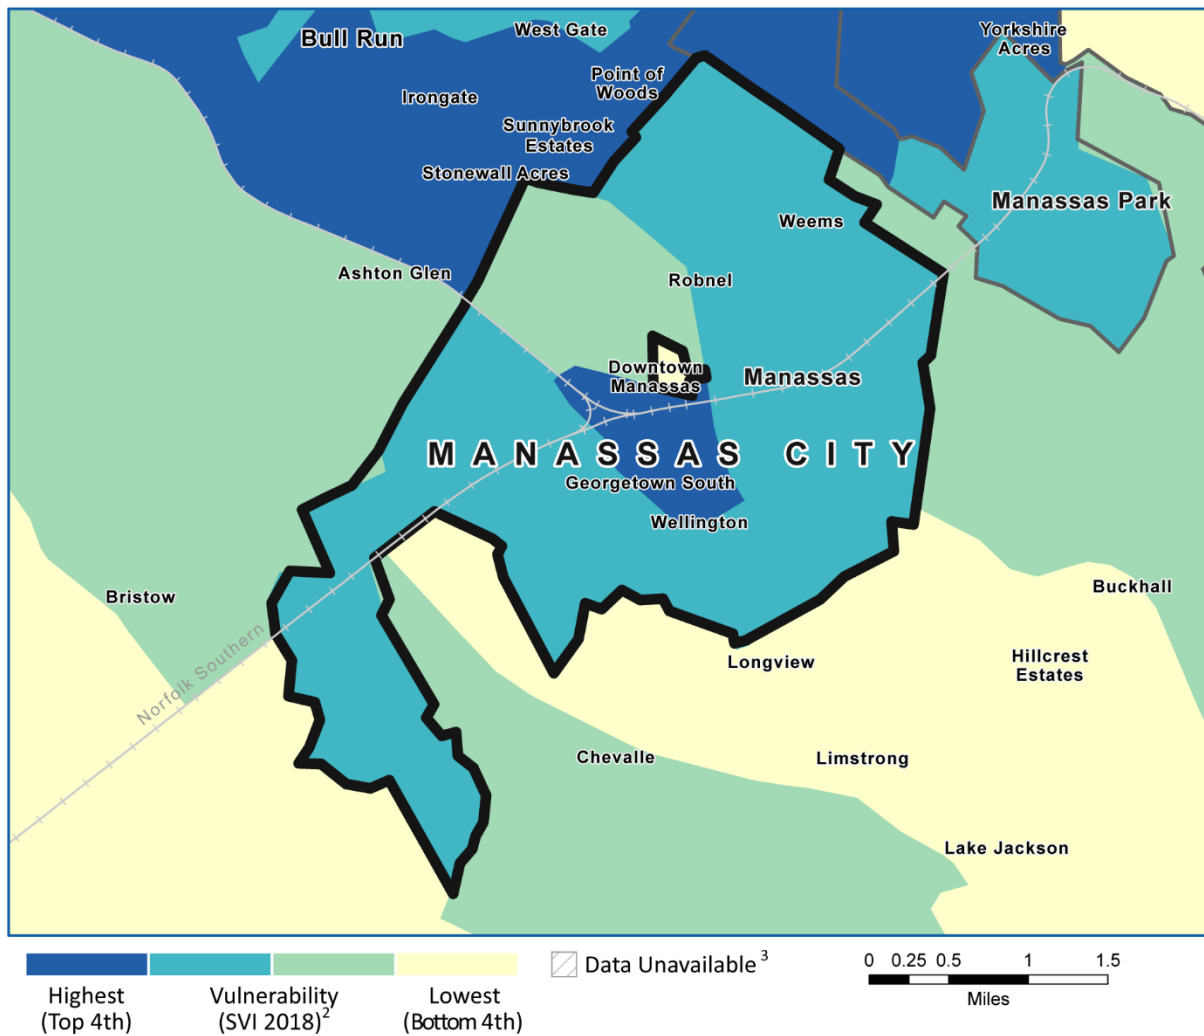 Bull Run
West Gate
Yorkshire
Acres
Point of
Woods
Irongate
Sunnybrook
Estates
Stonewall Acres
Manassas Park
Weems
Ashton Glen
Robnel
Downtown
Manassas
Manassas
MANASSAS CITY
Georgetown South
Wellington
Bristow
Buckhall
Norfolk Southern
Longview
Hillcrest
Estates
Chevalle
Limstrong
Lake Jackson
Highest
(Top 4th)
Vulnerability
(SVI 2018)2
Lowest
(Bottom 4th)
Data Unavailable 3
0 0.25 0.5 1 1.5
Miles